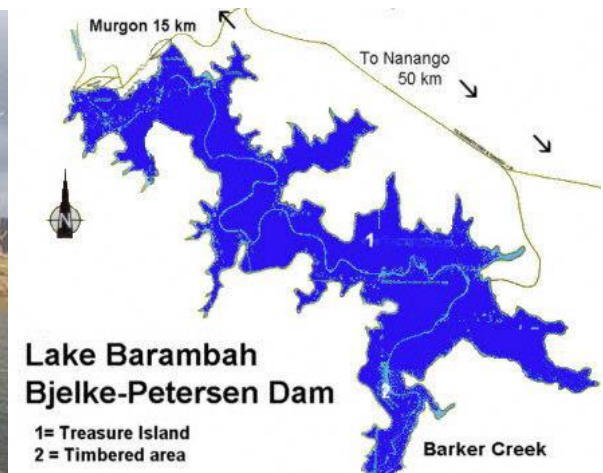 Murgon 15 km
To Nanango
50 km
N
1
2
Lake Barambah
Bjelke-Petersen Dam
1= Treasure Island
2 = Timbered area
Barker Creek